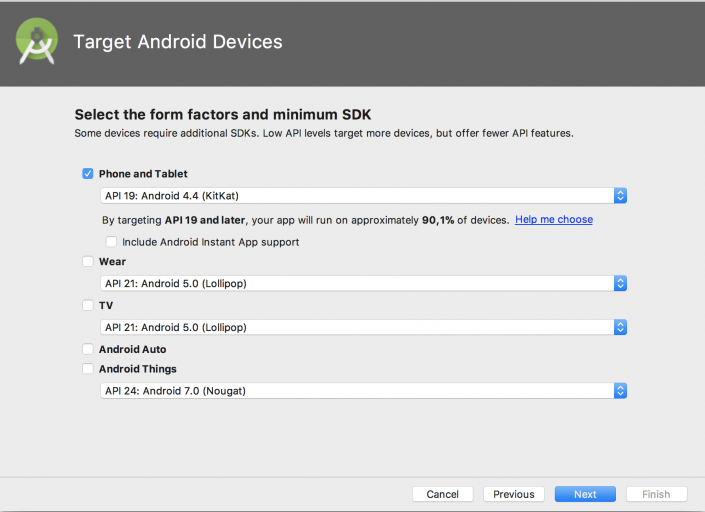 Target Android Devices
Select the form factors and minimum SDK
Some devices require additional SDKs. Low API levels target more devices, but offer fewer API features.
Phone and Tablet
API 19: Android 4.4 (KitKat)
By targeting API 19 and later, your app will run on approximately 90,1% of devices. Help me choose
Include Android Instant App support
Wear
API 21: Android 5.0 (Lollipop)
TV
API 21: Android 5.0 (Lollipop)
Android Auto
Android Things
API 24: Android 7.0 (Nougat)
Cancel Previous Next Finish